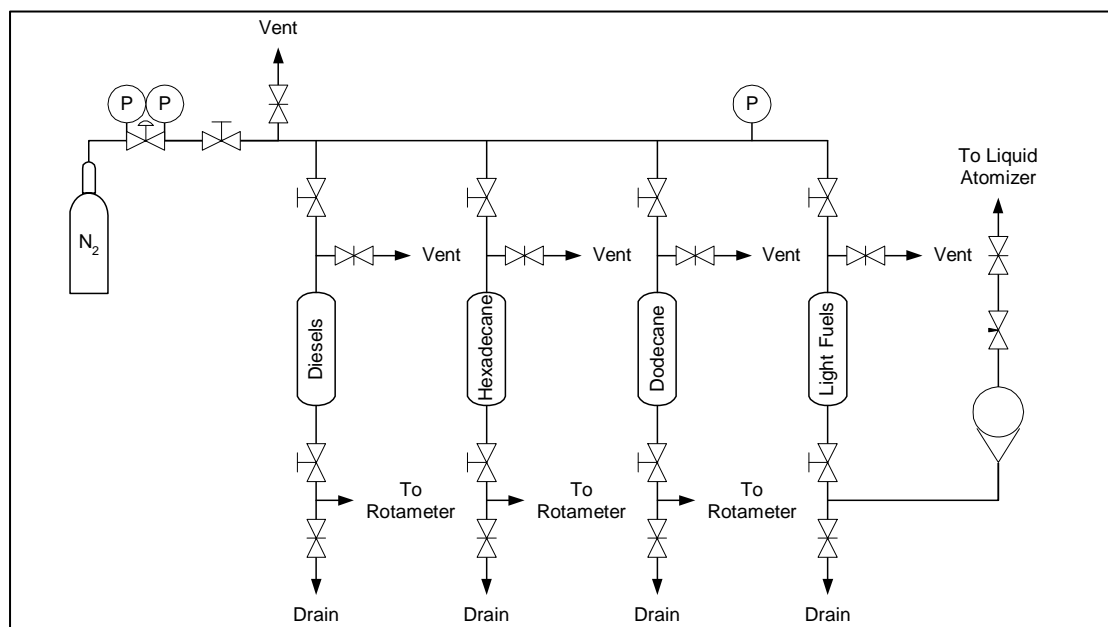 Vent
P P
P
To Liquid
Atomizer
N2
Vent Vent Vent Vent
Diesels Hexadecane Dodecane Light Fuels
To To To
Rotameter Rotameter Rotameter
Drain Drain Drain Drain